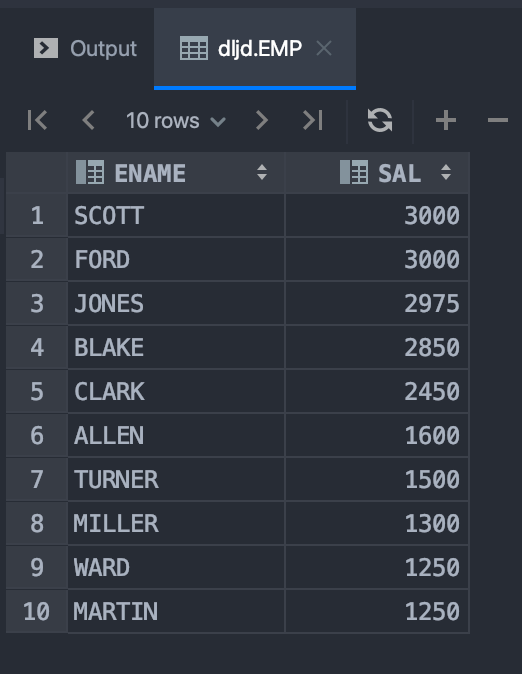 Output dljd.EMP
10 rows
ENAME SAL
1 SCOTT 3000
2 FORD 3000
3 JONES 2975
4 BLAKE 2850
5 CLARK 2450
6 ALLEN 1600
7 TURNER 1500
8 MILLER 1300
9 WARD 1250
10 MARTIN 1250